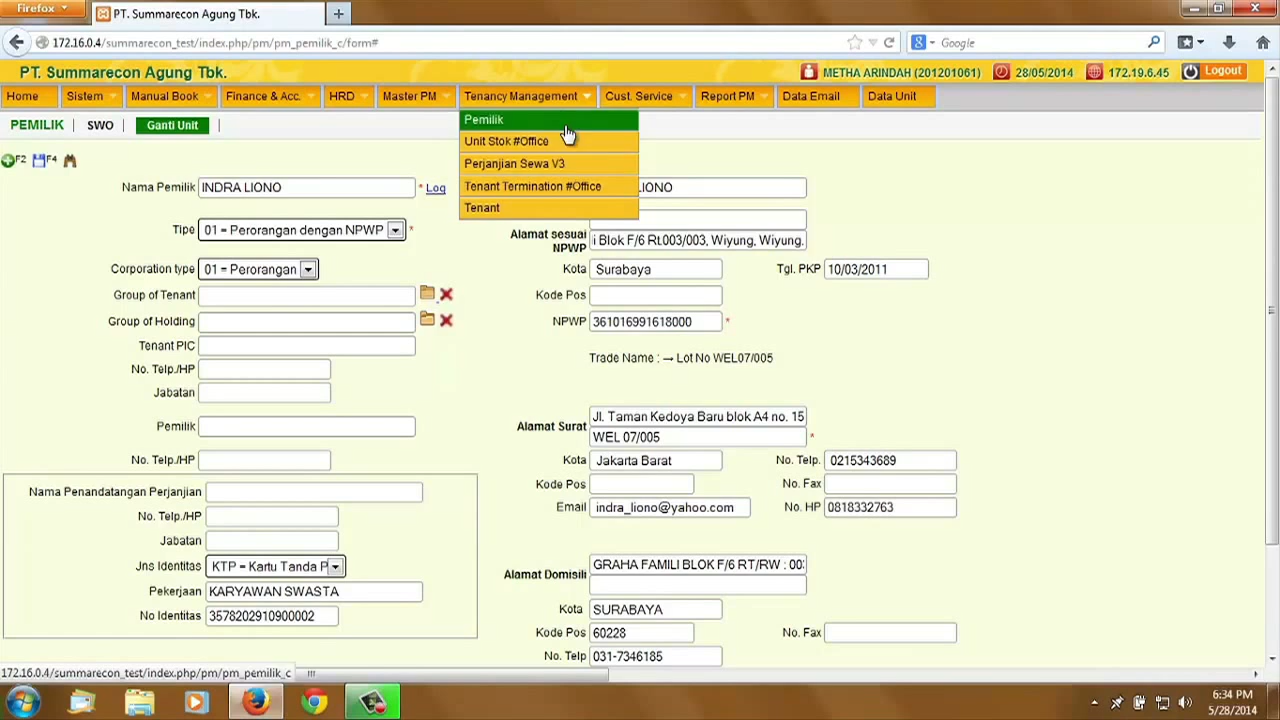 Firefox
PT. Summarecon Agung Tbk.
172.16.0.4/summarecon_test/index.php/pm/pm_pemilik_c/form#
Google
PT. Summarecon Agung Tbk.
METHA ARINDAH (201201061)
28/05/2014
172.19.6.45
Logout
Home
Sistem
Manual Book
Finance & Acc.
HRD
Master PM
Tenancy Management
Cust. Service
Report PM
Data Email
Data Unit
PEMILIK
SWO
Ganti Unit
Pemilik
Unit Stok #Office
Perjanjian Sewa V3
Tenant Termination #Office
Tenant
F2
F4
Nama Pemilik INDRA LIONO * Log
LIONO
Tipe 01 = Perorangan dengan NPWP *
Alamat sesuai
NPWP
i Blok F/6 Rt.003/003, Wiyung, Wiyung.
Corporation type 01 = Perorangan
Kota Surabaya
Tgl. PKP 10/03/2011
Group of Tenant
Kode Pos
Group of Holding
NPWP 361016991618000 *
Tenant PIC
Trade Name : → Lot No WEL07/005
No. Telp./HP
Jabatan
Pemilik
Alamat Surat
Jl. Taman Kedoya Baru blok A4 no. 15
WEL 07/005 *
No. Telp./HP
Kota Jakarta Barat
No. Telp. 0215343689
Kode Pos
No. Fax
Email indra_liono@yahoo.com
No. HP 0818332763
Nama Penandatangan Perjanjian
No. Telp./HP
Jabatan
Jns Identitas KTP = Kartu Tanda P
Pekerjaan KARYAWAN SWASTA
No Identitas 3578202910900002
Alamat Domisili
GRAHA FAMILI BLOK F/6 RT/RW : 003
Kota SURABAYA
Kode Pos 60228
No. Fax
No. Telp 031-7346185
172.16.0.4/summarecon_test/index.php/pm/pm_pemilik_c
6:34 PM
5/28/2014